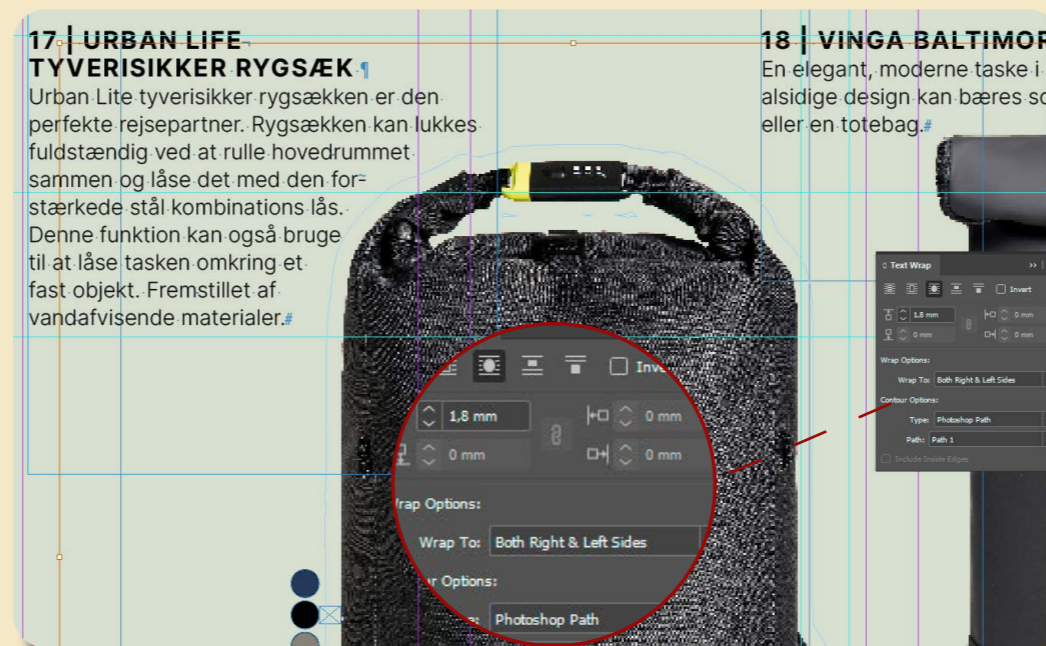 17 | URBAN LIFE
TYVERISIKKER RYGSÆK
Urban Lite tyverisikker rygsækken er den
perfekte rejsepartner. Rygsækken kan lukkes
fuldstændig ved at rulle hovedrummet
sammen og låse det med den for-
stærkede stål kombinations lås.
Denne funktion kan også bruge
til at låse tasken omkring et
fast objekt. Fremstillet af
vandafvisende materialer.
18 | VINGA BALTIMOR
En elegant, moderne taske i
alsidige design kan bæres so
eller en totebag.
Text Wrap
Invert
1,8 mm
0 mm
0 mm
0 mm
Wrap Options:
Wrap To: Both Right & Left Sides
Contour Options:
Type: Photoshop Path
Path: Path 1
Include Inside Edges
Inve
1,8 mm
0 mm
0 mm
0 mm
rap Options:
Wrap To: Both Right & Left Sides
ur Options:
Photoshop Path